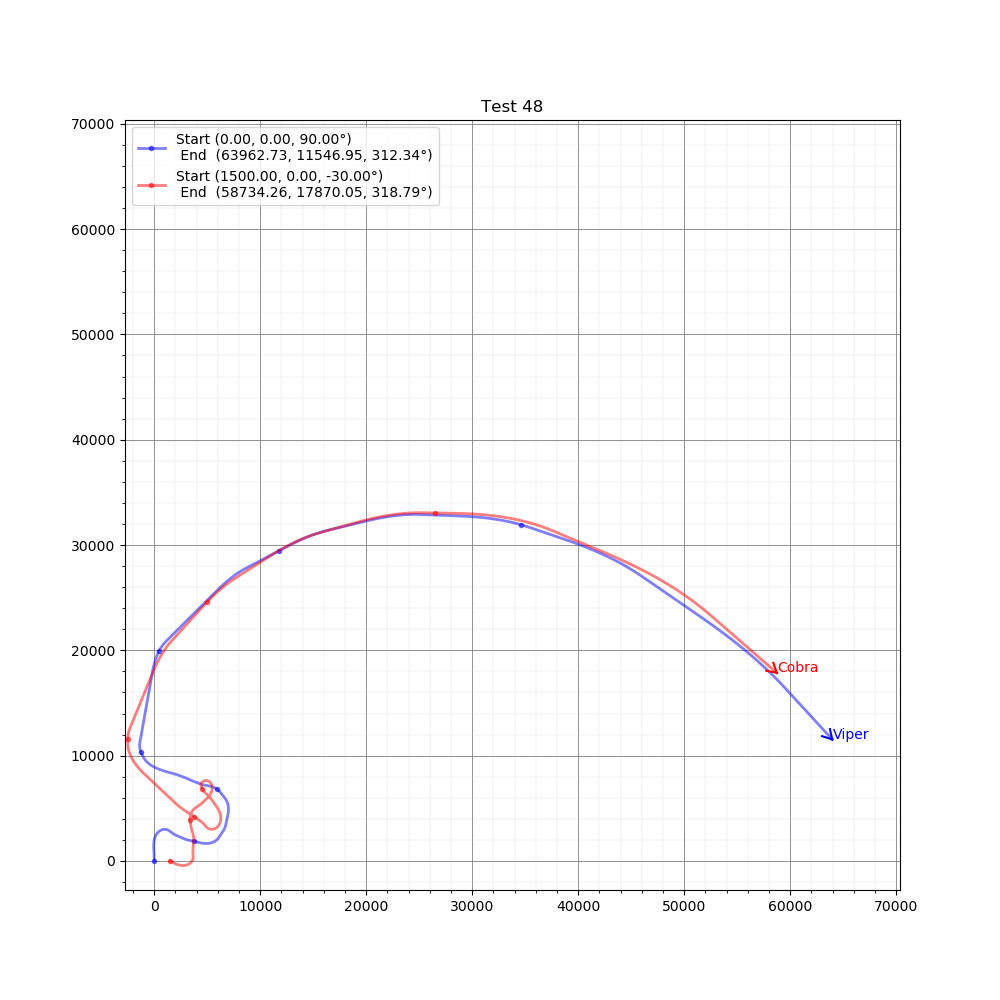 Test 48
Start (0.00, 0.00, 90.00°)
End (63962.73, 11546.95, 312.34°)
Start (1500.00, 0.00, -30.00°)
End (58734.26, 17870.05, 318.79°)
70000
60000
50000
40000
30000
20000
10000
0
Cobra
Viper
0 10000 20000 30000 40000 50000 60000 70000